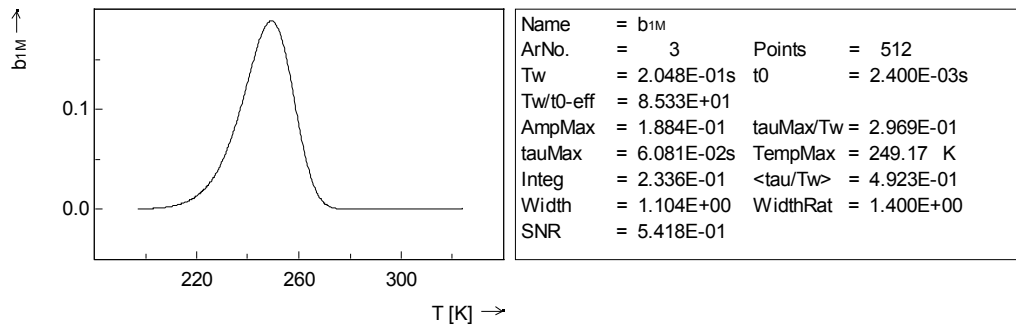 b1M →
0.1
0.0
220 260 300
T [K] →
Name = b1M
ArNo. = 3 Points = 512
Tw = 2.048E-01s t0 = 2.400E-03s
Tw/t0-eff = 8.533E+01
AmpMax = 1.884E-01 tauMax/Tw = 2.969E-01
tauMax = 6.081E-02s TempMax = 249.17 K
Integ = 2.336E-01 <tau/Tw> = 4.923E-01
Width = 1.104E+00 WidthRat = 1.400E+00
SNR = 5.418E-01